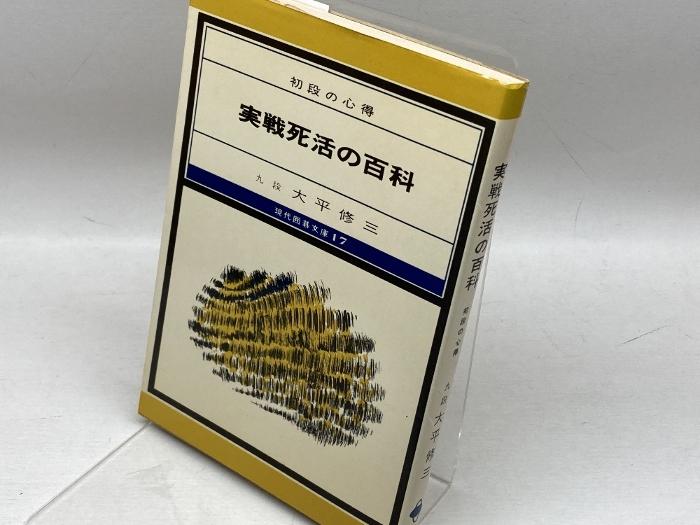 初段の心得
実戦死活の百科
九段 大平修三
現代囲碁文庫17
実戦死活の百科
初段の心得
九段 大平修三